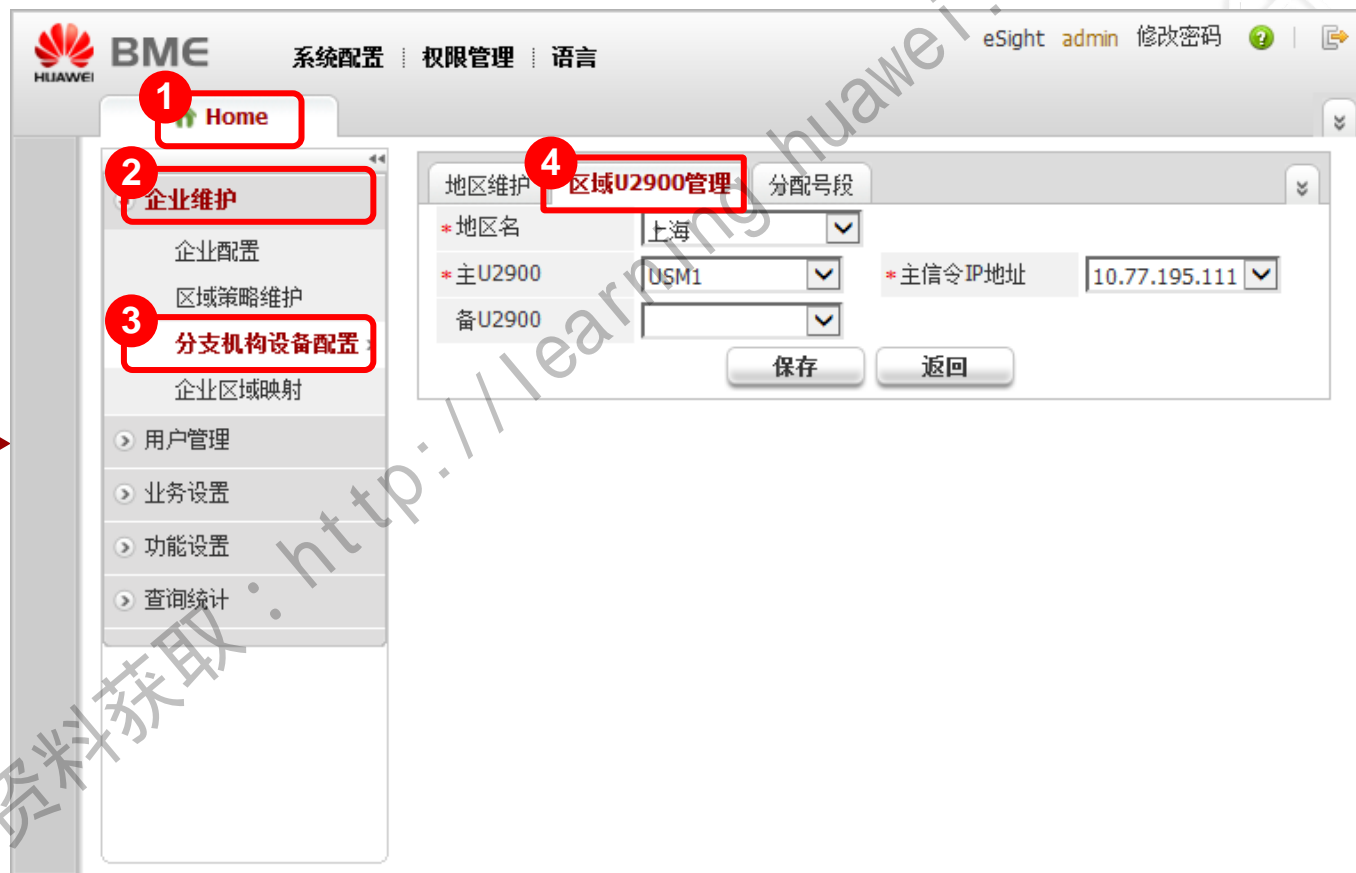 HUAWEI BME 系统配置 权限管理 语言 eSight admin 修改密码
1 Home
2 企业维护
企业配置
区域策略维护
3 分支机构设备配置
企业区域映射
用户管理
业务设置
功能设置
查询统计
地区维护 4 区域U2900管理 分配号段
*地区名 上海
*主U2900 USM1 *主信令IP地址 10.77.195.111
备U2900
保存 返回
资料获取：http://learning.huawei.